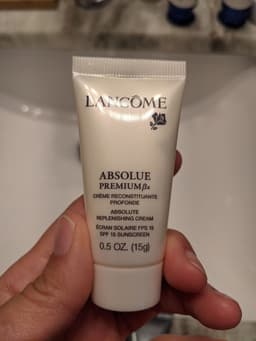 LANCÔME
ABSOLUE
PREMIUM βx
CRÈME RECONSTITUANTE
PROFONDE
ABSOLUTE
REPLENISHING CREAM
ÉCRAN SOLAIRE FPS 15
SPF 15 SUNSCREEN
0.5 OZ. (15g)